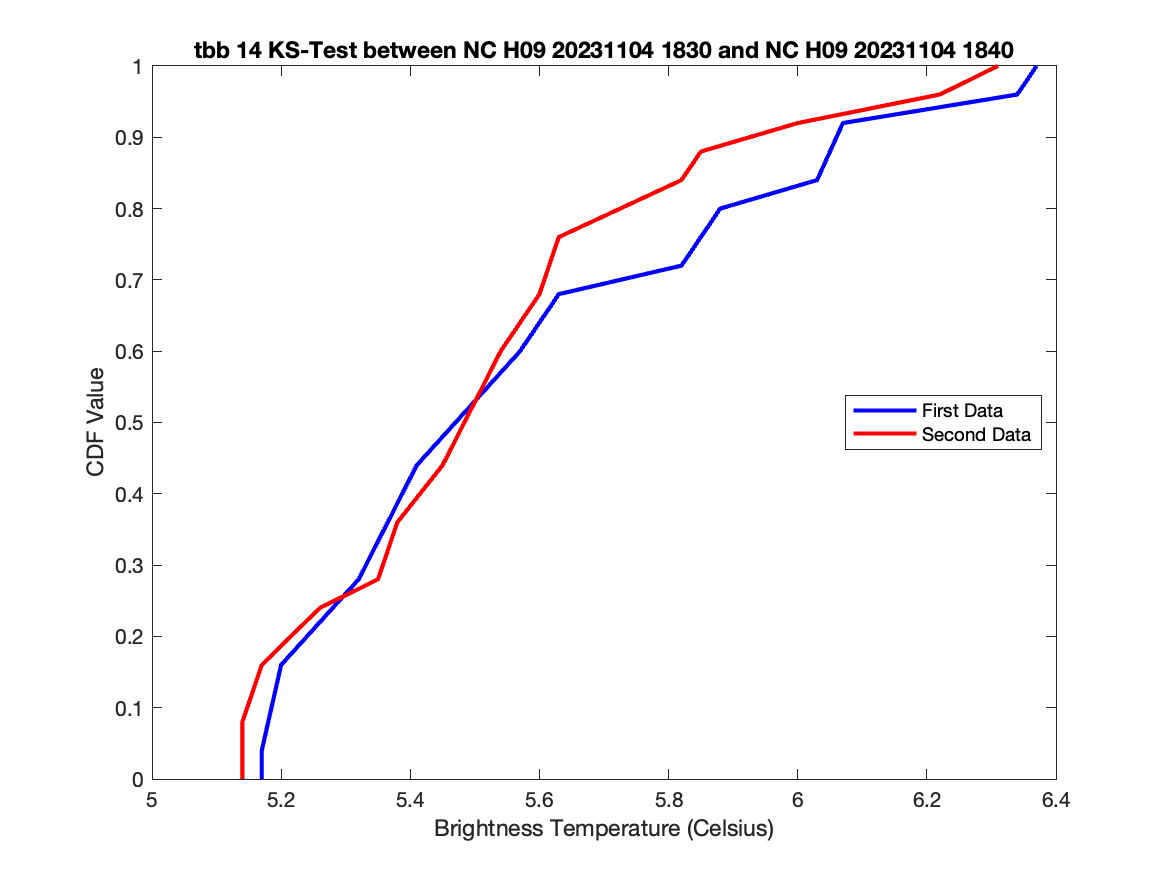 tbb 14 KS-Test between NC H09 20231104 1830 and NC H09 20231104 1840
1
0.9
0.8
0.7
0.6
0.5
0.4
0.3
0.2
0.1
0
CDF Value
First Data
Second Data
5 5.2 5.4 5.6 5.8 6 6.2 6.4
Brightness Temperature (Celsius)